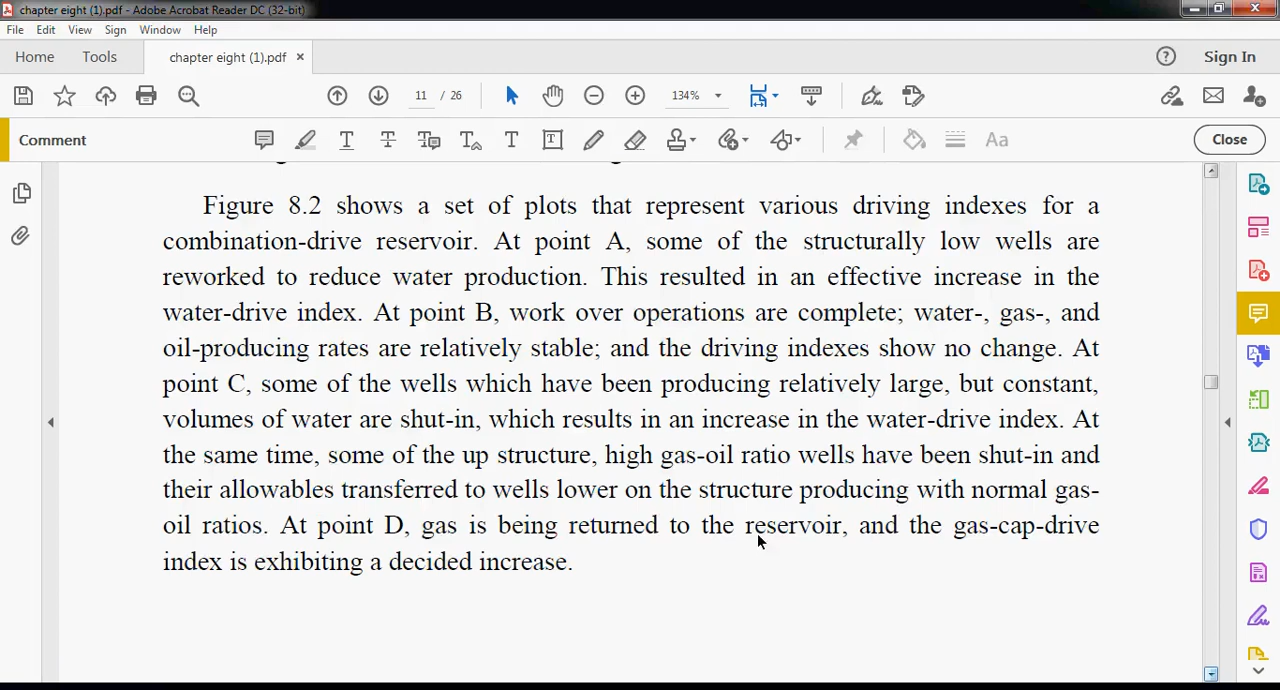 chapter eight (1).pdf - Adobe Acrobat Reader DC (32-bit)
File Edit View Sign Window Help
Home Tools chapter eight (1).pdf × Sign In
11 / 26 134%
Comment Close
Figure 8.2 shows a set of plots that represent various driving indexes for a
combination-drive reservoir. At point A, some of the structurally low wells are
reworked to reduce water production. This resulted in an effective increase in the
water-drive index. At point B, work over operations are complete; water-, gas-, and
oil-producing rates are relatively stable; and the driving indexes show no change. At
point C, some of the wells which have been producing relatively large, but constant,
volumes of water are shut-in, which results in an increase in the water-drive index. At
the same time, some of the up structure, high gas-oil ratio wells have been shut-in and
their allowables transferred to wells lower on the structure producing with normal gas-
oil ratios. At point D, gas is being returned to the reservoir, and the gas-cap-drive
index is exhibiting a decided increase.